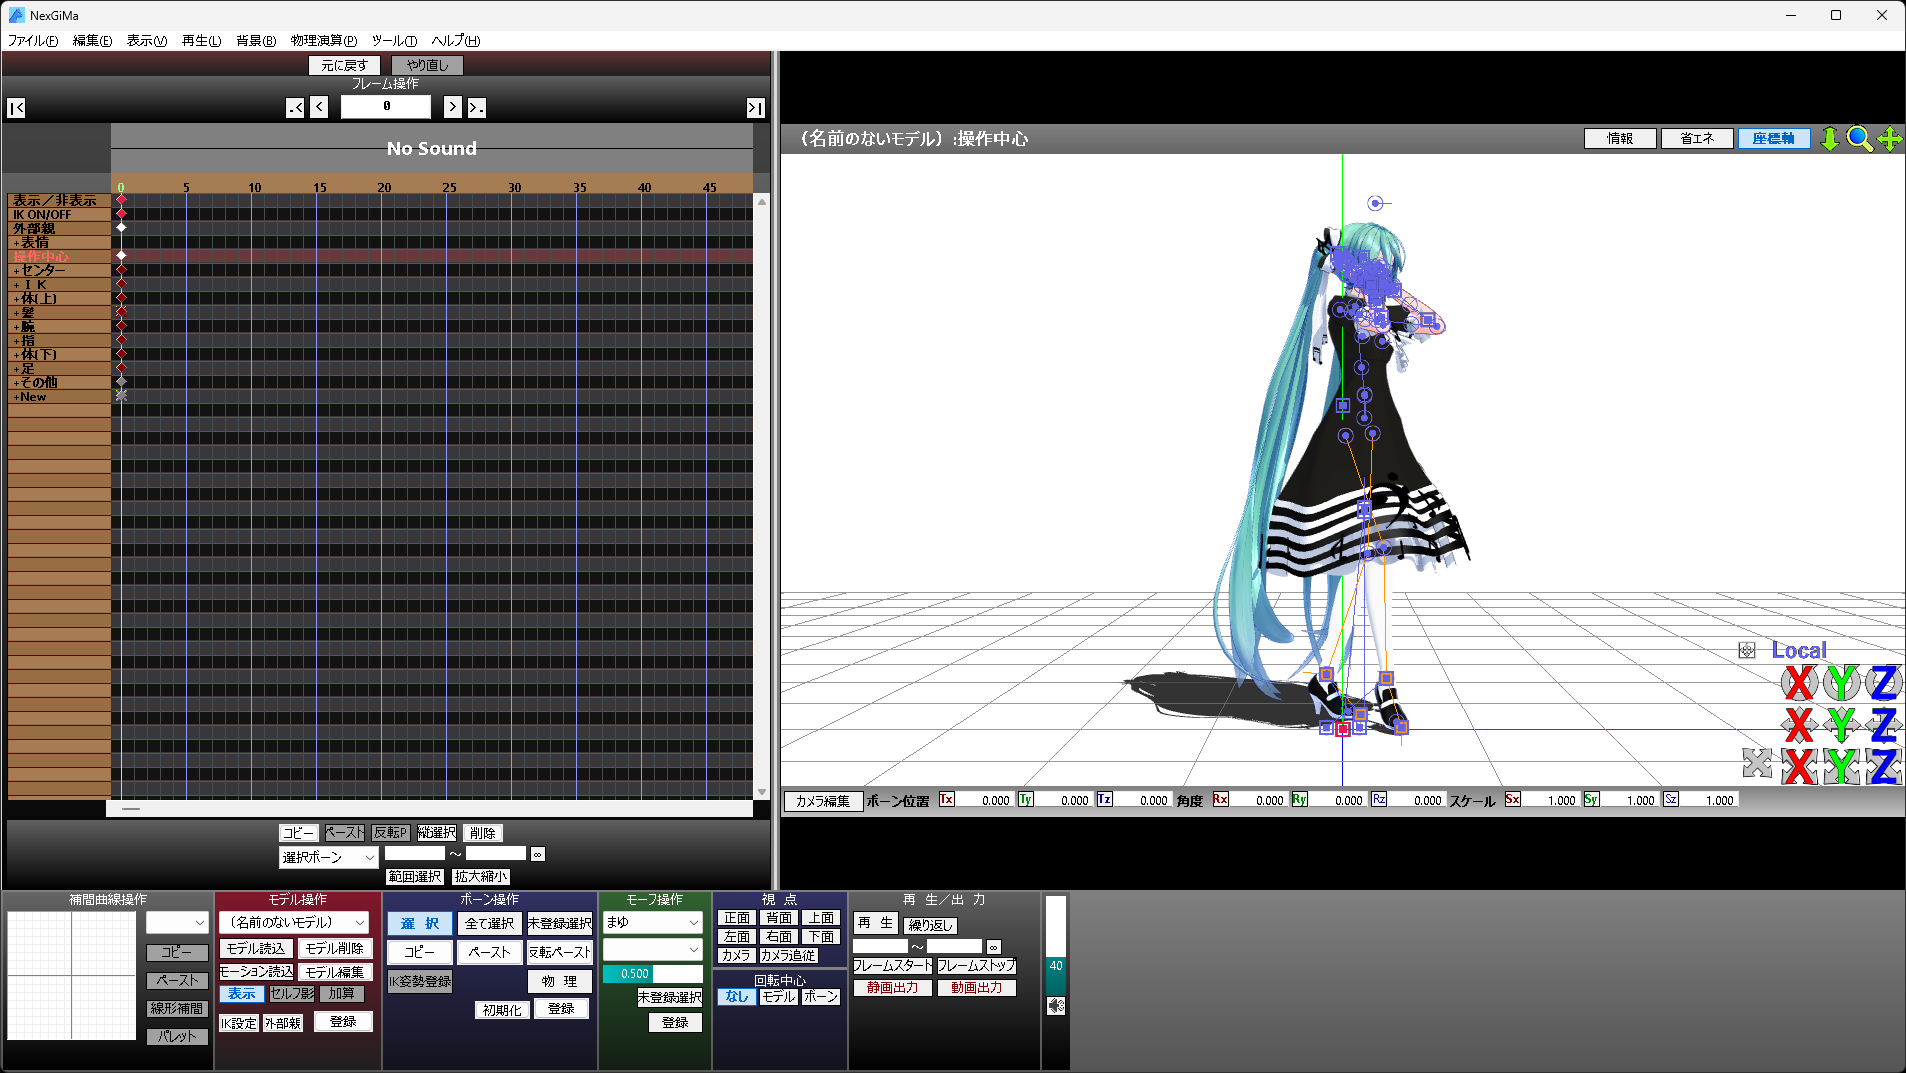 NexGiMa
ファイル(F) 編集(E) 表示(V) 再生(L) 背景(B) 物理演算(P) ツール(T) ヘルプ(H)
元に戻す やり直し
フレーム操作
|< .< < 0 > >. >|
No Sound
0 5 10 15 20 25 30 35 40 45
表示／非表示
IK ON/OFF
外部親
+表情
操作中心
+センター
+ＩＫ
+体(上)
+髪
+腕
+指
+体(下)
+足
+その他
+New
コピー ペースト 反転P 縦選択 削除
選択ボーン ～ ∞
範囲選択 拡大縮小
（名前のないモデル）:操作中心
情報 省エネ 座標軸
Local
X Y Z
X Y Z
X Y Z
カメラ編集 ボーン位置 Tx 0.000 Ty 0.000 Tz 0.000 角度 Rx 0.000 Ry 0.000 Rz 0.000 スケール Sx 1.000 Sy 1.000 Sz 1.000
補間曲線操作
コピー
ペースト
線形補間
パレット
モデル操作
（名前のないモデル）
モデル読込 モデル削除
モーション読込 モデル編集
表示 セルフ影 加算
IK設定 外部親 登録
ボーン操作
選択 全て選択 未登録選択
コピー ペースト 反転ペースト
IK姿勢登録 物理
初期化 登録
モーフ操作
まゆ
0.500
未登録選択
登録
視点
正面 背面 上面
左面 右面 下面
カメラ カメラ追従
回転中心
なし モデル ボーン
再生／出力
再生 繰り返し
～ ∞
フレームスタート フレームストップ
静画出力 動画出力
40